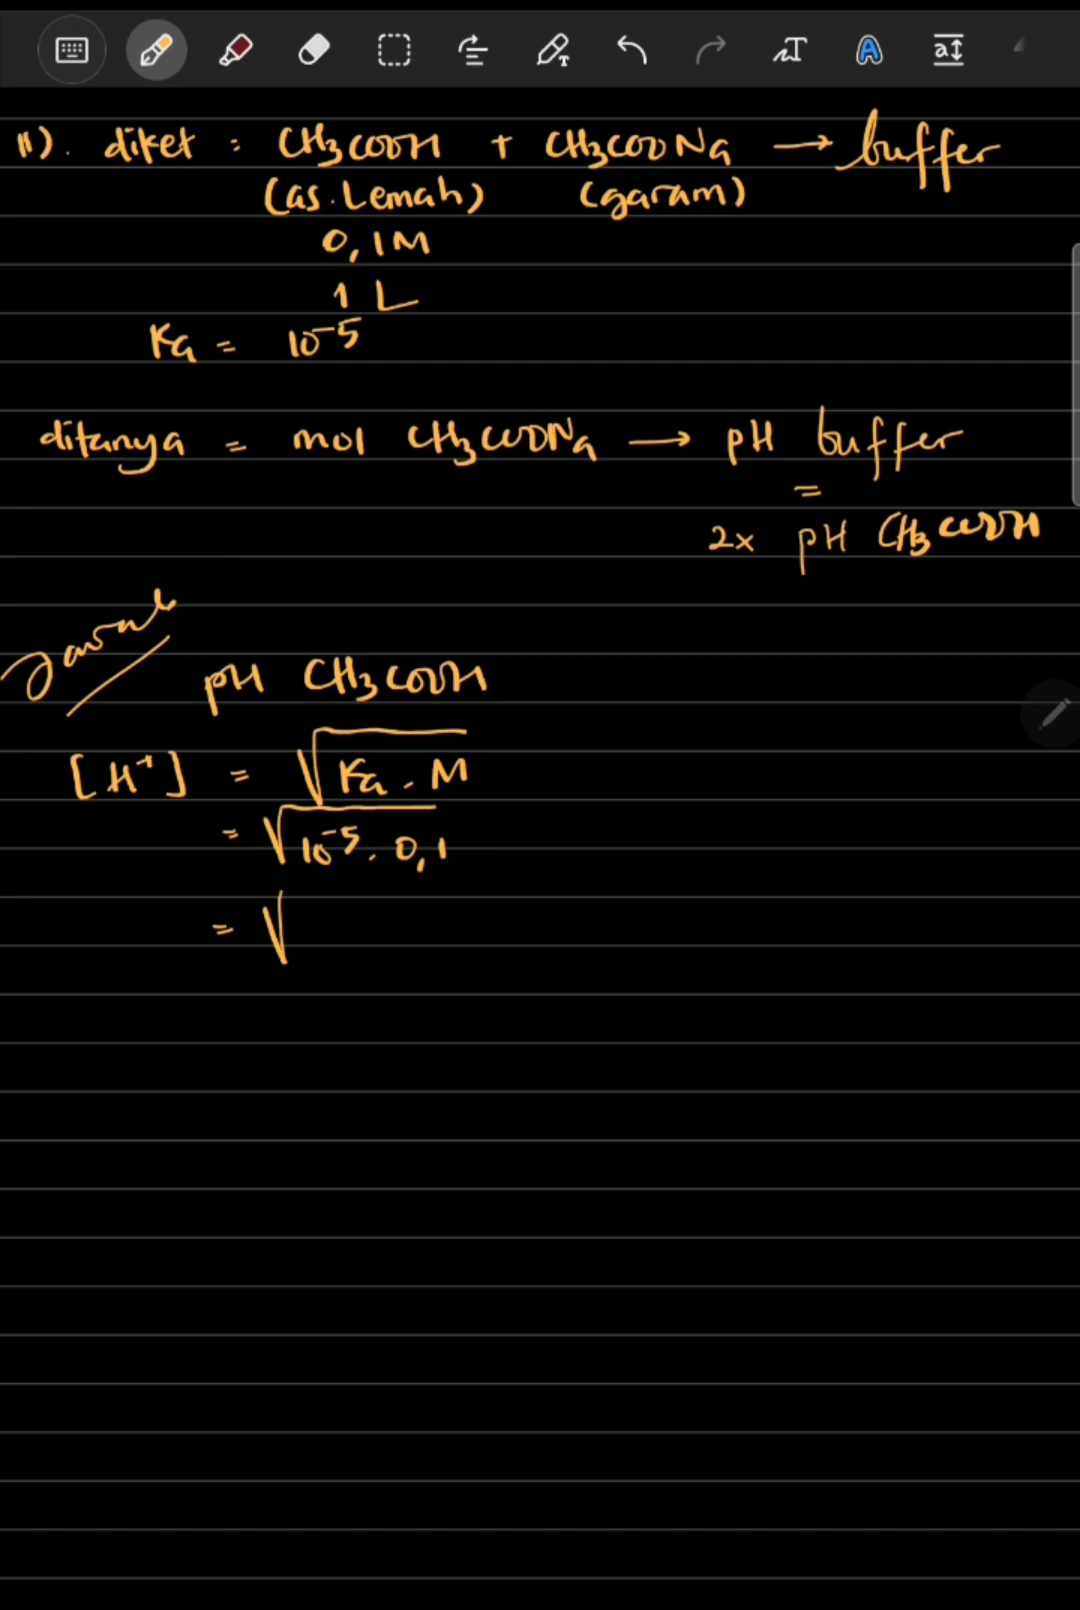 11). diket : CH3COOH + CH3COONa → buffer
(as. Lemah) (garam)
0,1 M
1 L
Ka = 10⁻⁵
ditanya = mol CH3COONa → pH buffer
=
2x pH CH3COOH
Jawab
pH CH3COOH
[H⁺] = √Ka . M
= √10⁻⁵ . 0,1
= √